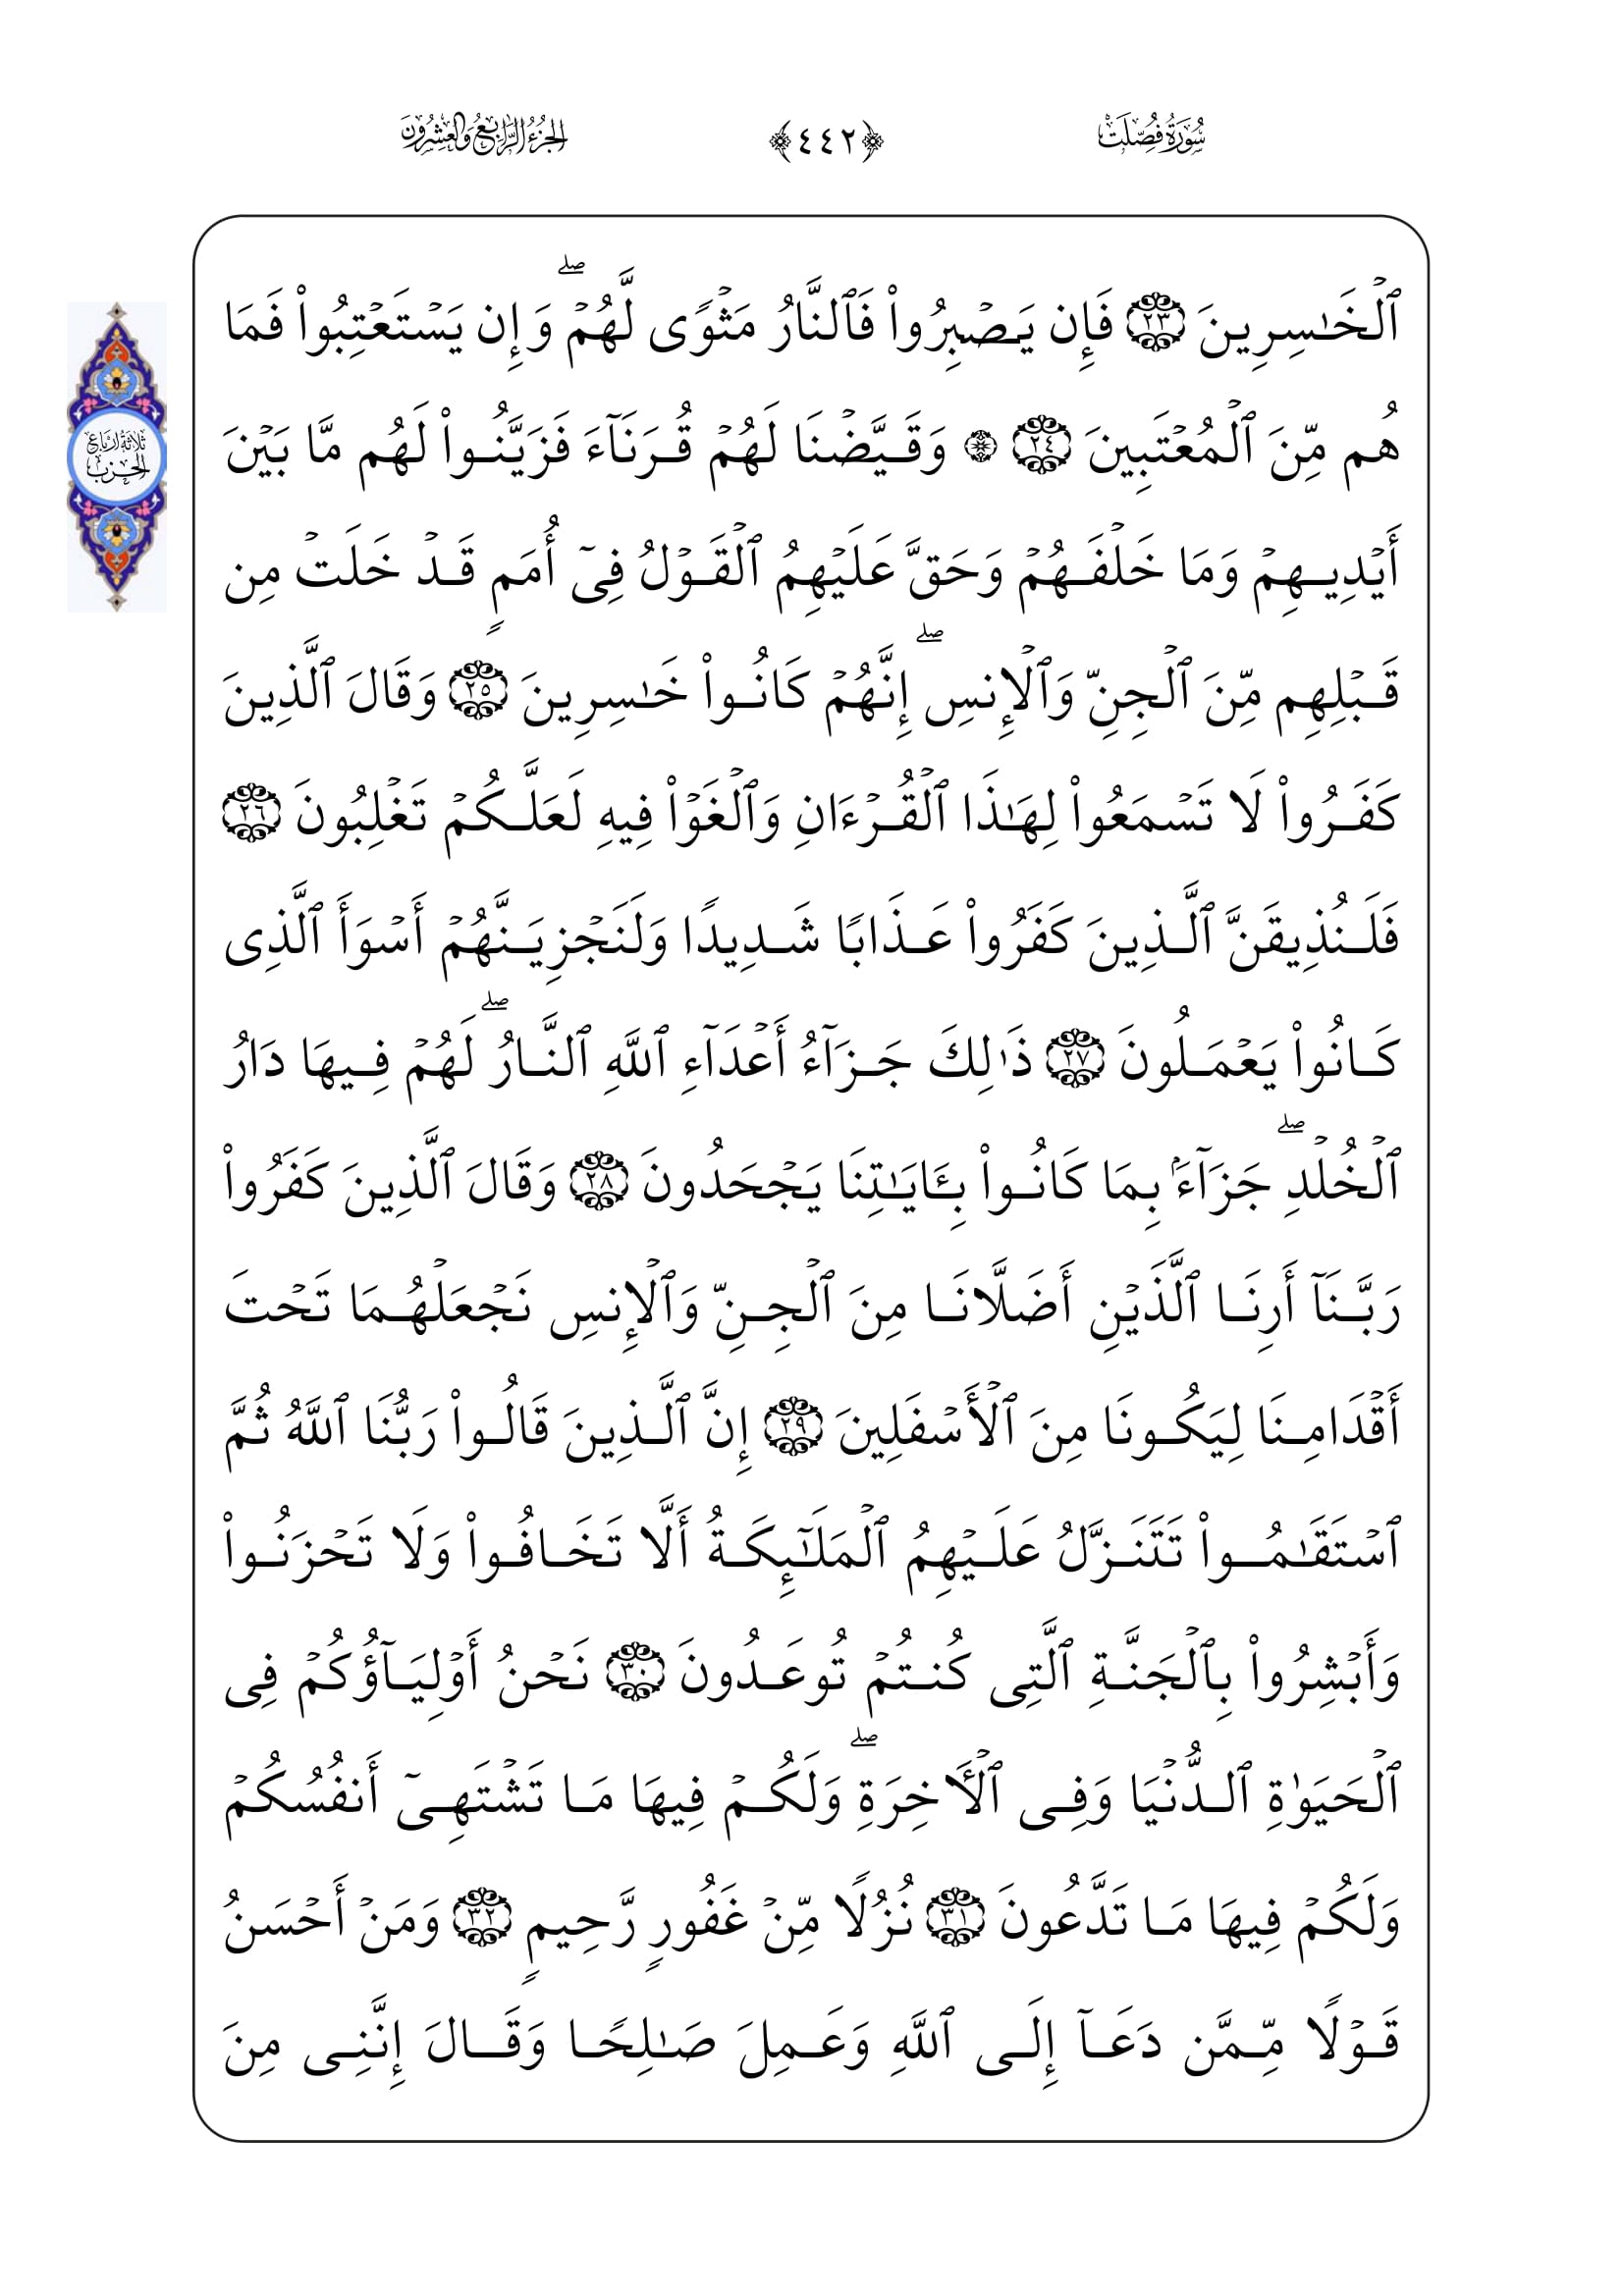 سُورَةُ فُصِّلَتْ ﴿٤٤٢﴾ الجُزْءُ الرَّابِعُ وَالعِشْرُونَ
ٱلْخَـٰسِرِينَ ٢٣ فَإِن يَصْبِرُوا۟ فَٱلنَّارُ مَثْوًى لَّهُمْ ۖ وَإِن يَسْتَعْتِبُوا۟ فَمَا
هُم مِّنَ ٱلْمُعْتَبِينَ ٢٤ ۞ وَقَيَّضْنَا لَهُمْ قُرَنَآءَ فَزَيَّنُوا۟ لَهُم مَّا بَيْنَ
أَيْدِيهِمْ وَمَا خَلْفَهُمْ وَحَقَّ عَلَيْهِمُ ٱلْقَوْلُ فِىٓ أُمَمٍ قَدْ خَلَتْ مِن
قَبْلِهِم مِّنَ ٱلْجِنِّ وَٱلْإِنسِ ۖ إِنَّهُمْ كَانُوا۟ خَـٰسِرِينَ ٢٥ وَقَالَ ٱلَّذِينَ
كَفَرُوا۟ لَا تَسْمَعُوا۟ لِهَـٰذَا ٱلْقُرْءَانِ وَٱلْغَوْا۟ فِيهِ لَعَلَّكُمْ تَغْلِبُونَ ٢٦
فَلَنُذِيقَنَّ ٱلَّذِينَ كَفَرُوا۟ عَذَابًا شَدِيدًا وَلَنَجْزِيَنَّهُمْ أَسْوَأَ ٱلَّذِى
كَانُوا۟ يَعْمَلُونَ ٢٧ ذَٰلِكَ جَزَآءُ أَعْدَآءِ ٱللَّهِ ٱلنَّارُ ۖ لَهُمْ فِيهَا دَارُ
ٱلْخُلْدِ ۖ جَزَآءًۢ بِمَا كَانُوا۟ بِـَٔايَـٰتِنَا يَجْحَدُونَ ٢٨ وَقَالَ ٱلَّذِينَ كَفَرُوا۟
رَبَّنَآ أَرِنَا ٱلَّذَيْنِ أَضَلَّانَا مِنَ ٱلْجِنِّ وَٱلْإِنسِ نَجْعَلْهُمَا تَحْتَ
أَقْدَامِنَا لِيَكُونَا مِنَ ٱلْأَسْفَلِينَ ٢٩ إِنَّ ٱلَّذِينَ قَالُوا۟ رَبُّنَا ٱللَّهُ ثُمَّ
ٱسْتَقَـٰمُوا۟ تَتَنَزَّلُ عَلَيْهِمُ ٱلْمَلَـٰٓئِكَةُ أَلَّا تَخَافُوا۟ وَلَا تَحْزَنُوا۟
وَأَبْشِرُوا۟ بِٱلْجَنَّةِ ٱلَّتِى كُنتُمْ تُوعَدُونَ ٣٠ نَحْنُ أَوْلِيَآؤُكُمْ فِى
ٱلْحَيَوٰةِ ٱلدُّنْيَا وَفِى ٱلْـَٔاخِرَةِ ۖ وَلَكُمْ فِيهَا مَا تَشْتَهِىٓ أَنفُسُكُمْ
وَلَكُمْ فِيهَا مَا تَدَّعُونَ ٣١ نُزُلًا مِّنْ غَفُورٍ رَّحِيمٍ ٣٢ وَمَنْ أَحْسَنُ
قَوْلًا مِّمَّن دَعَآ إِلَى ٱللَّهِ وَعَمِلَ صَـٰلِحًا وَقَالَ إِنَّنِى مِنَ
ثَلَاثَةُ أَرْبَاعِ
الحِزْبِ